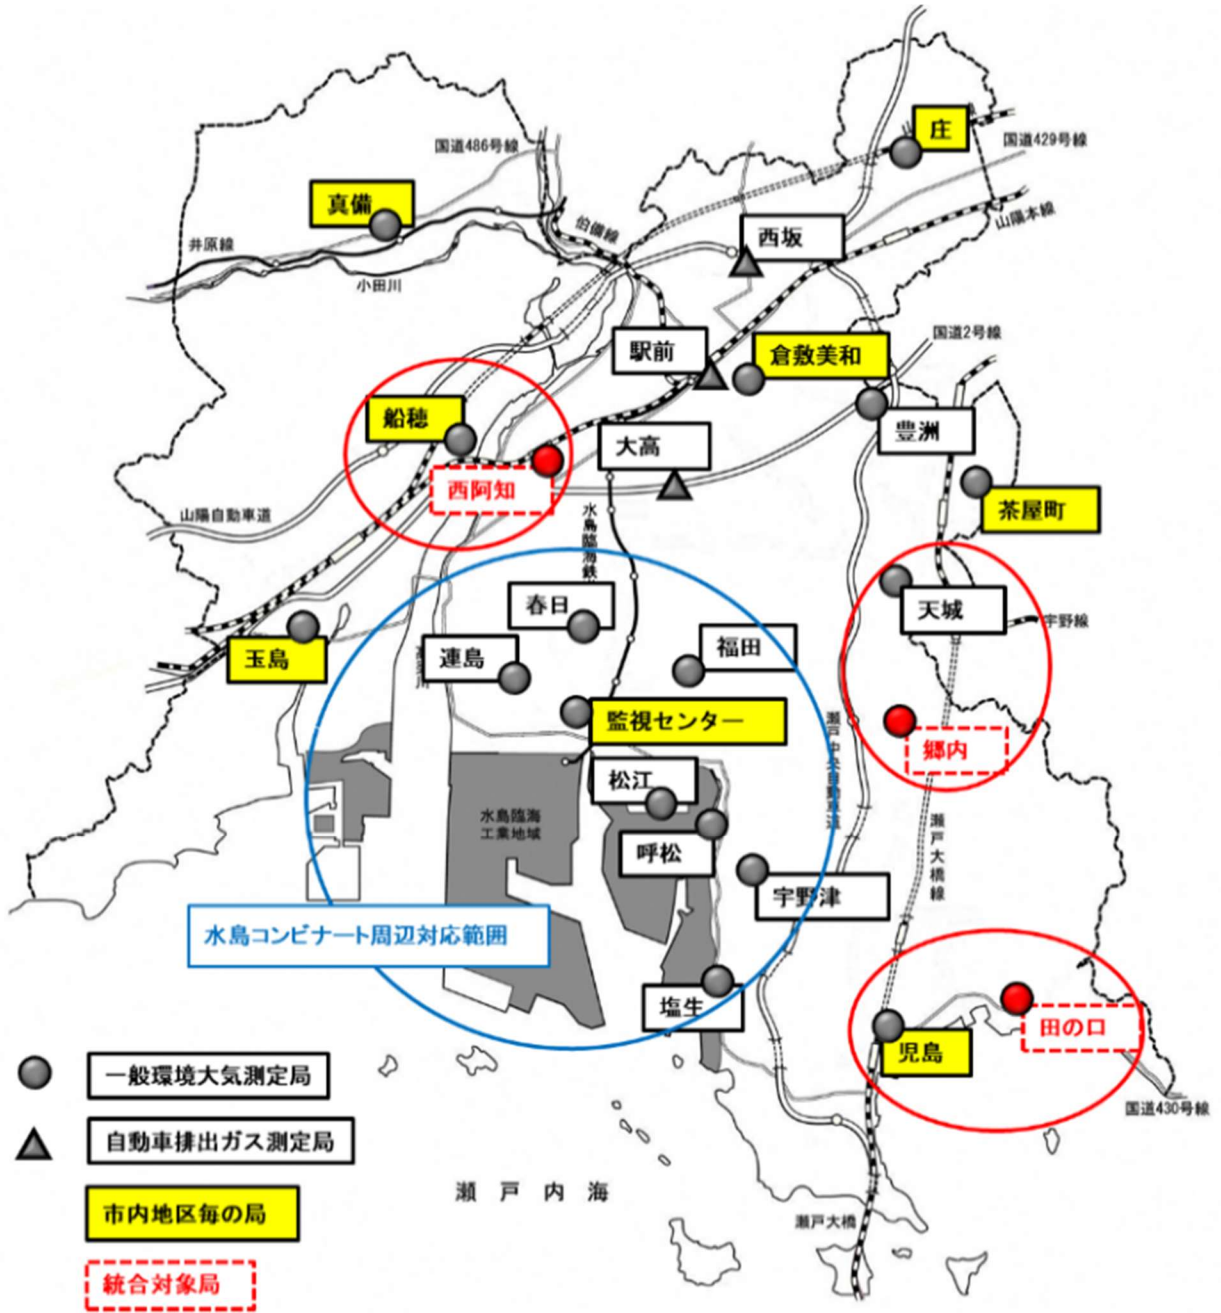 庄
国道429号線
国道486号線
真備
山陽本線
伯備線
西坂
井原線
小田川
国道2号線
駅前
倉敷美和
船穂
豊洲
大高
西阿知
茶屋町
山陽自動車道
水島臨海鉄
春日
天城
宇野線
福田
玉島
連島
川
監視センター
瀬戸中央自動車道
郷内
松江
水島臨海
工業地域
呼松
瀬戸大橋線
宇野津
水島コンビナート周辺対応範囲
塩生
田の口
児島
一般環境大気測定局
国道430号線
自動車排出ガス測定局
瀬戸内海
市内地区毎の局
瀬戸大橋
統合対象局